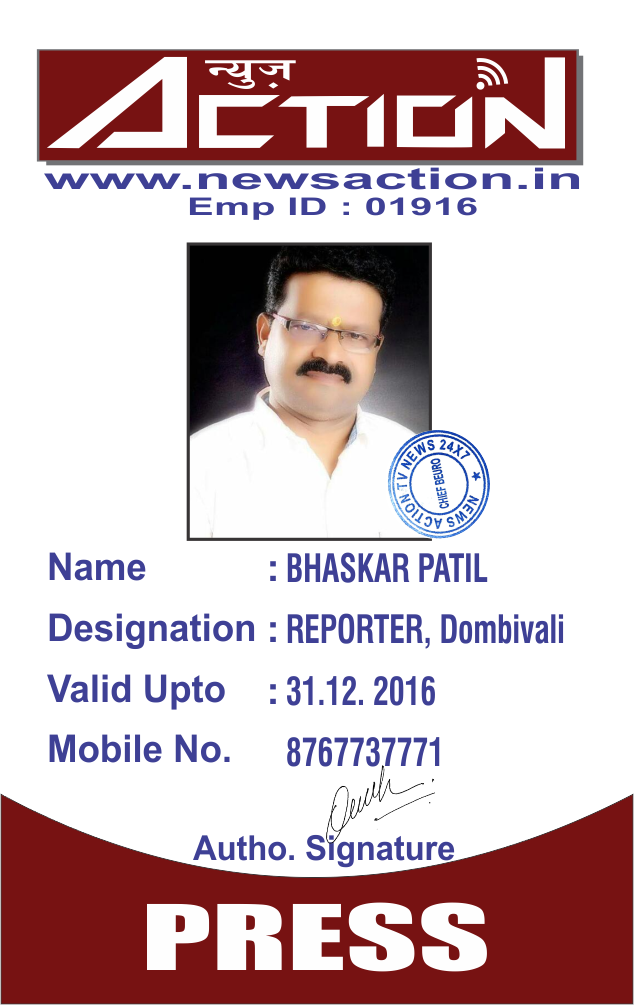 न्यूज़
ACTION
www.newsaction.in
Emp ID : 01916
NEWS ACTION TV NEWS 24X7 ★
CHIEF BEURO
Name : BHASKAR PATIL
Designation : REPORTER, Dombivali
Valid Upto : 31.12. 2016
Mobile No. 8767737771
Autho. Signature
PRESS